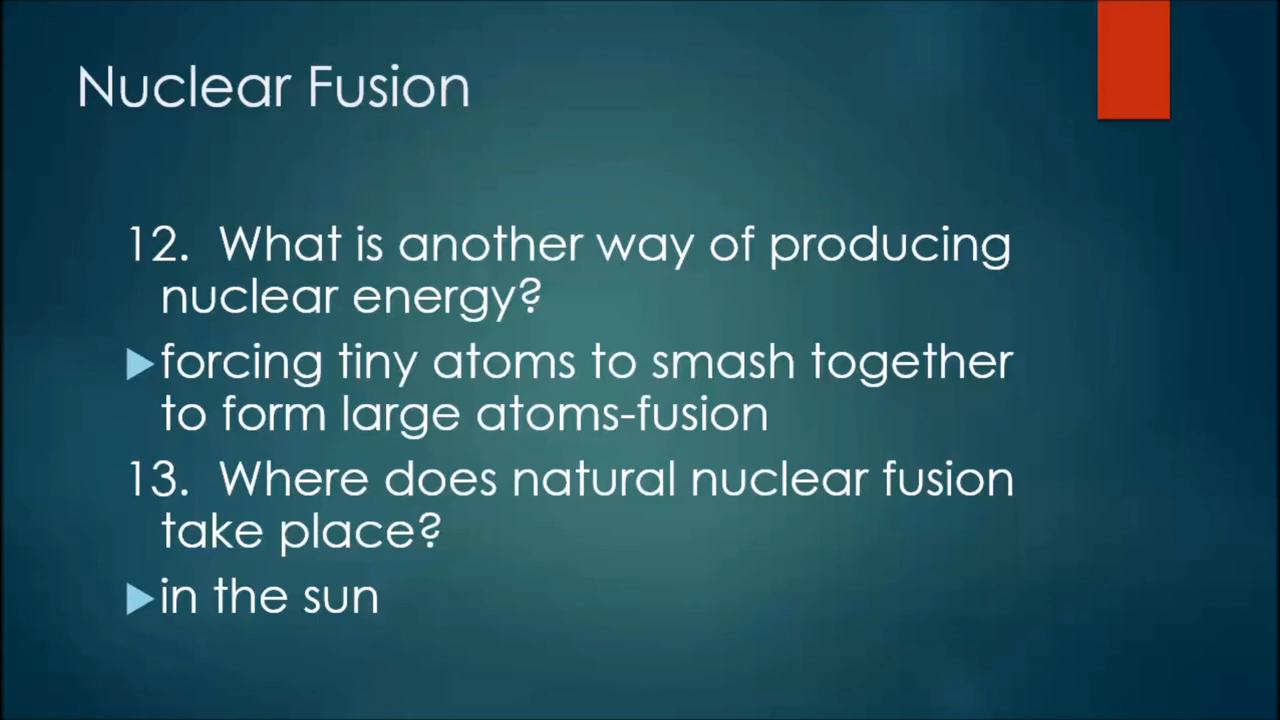 Nuclear Fusion
12. What is another way of producing
nuclear energy?
forcing tiny atoms to smash together
to form large atoms-fusion
13. Where does natural nuclear fusion
take place?
in the sun